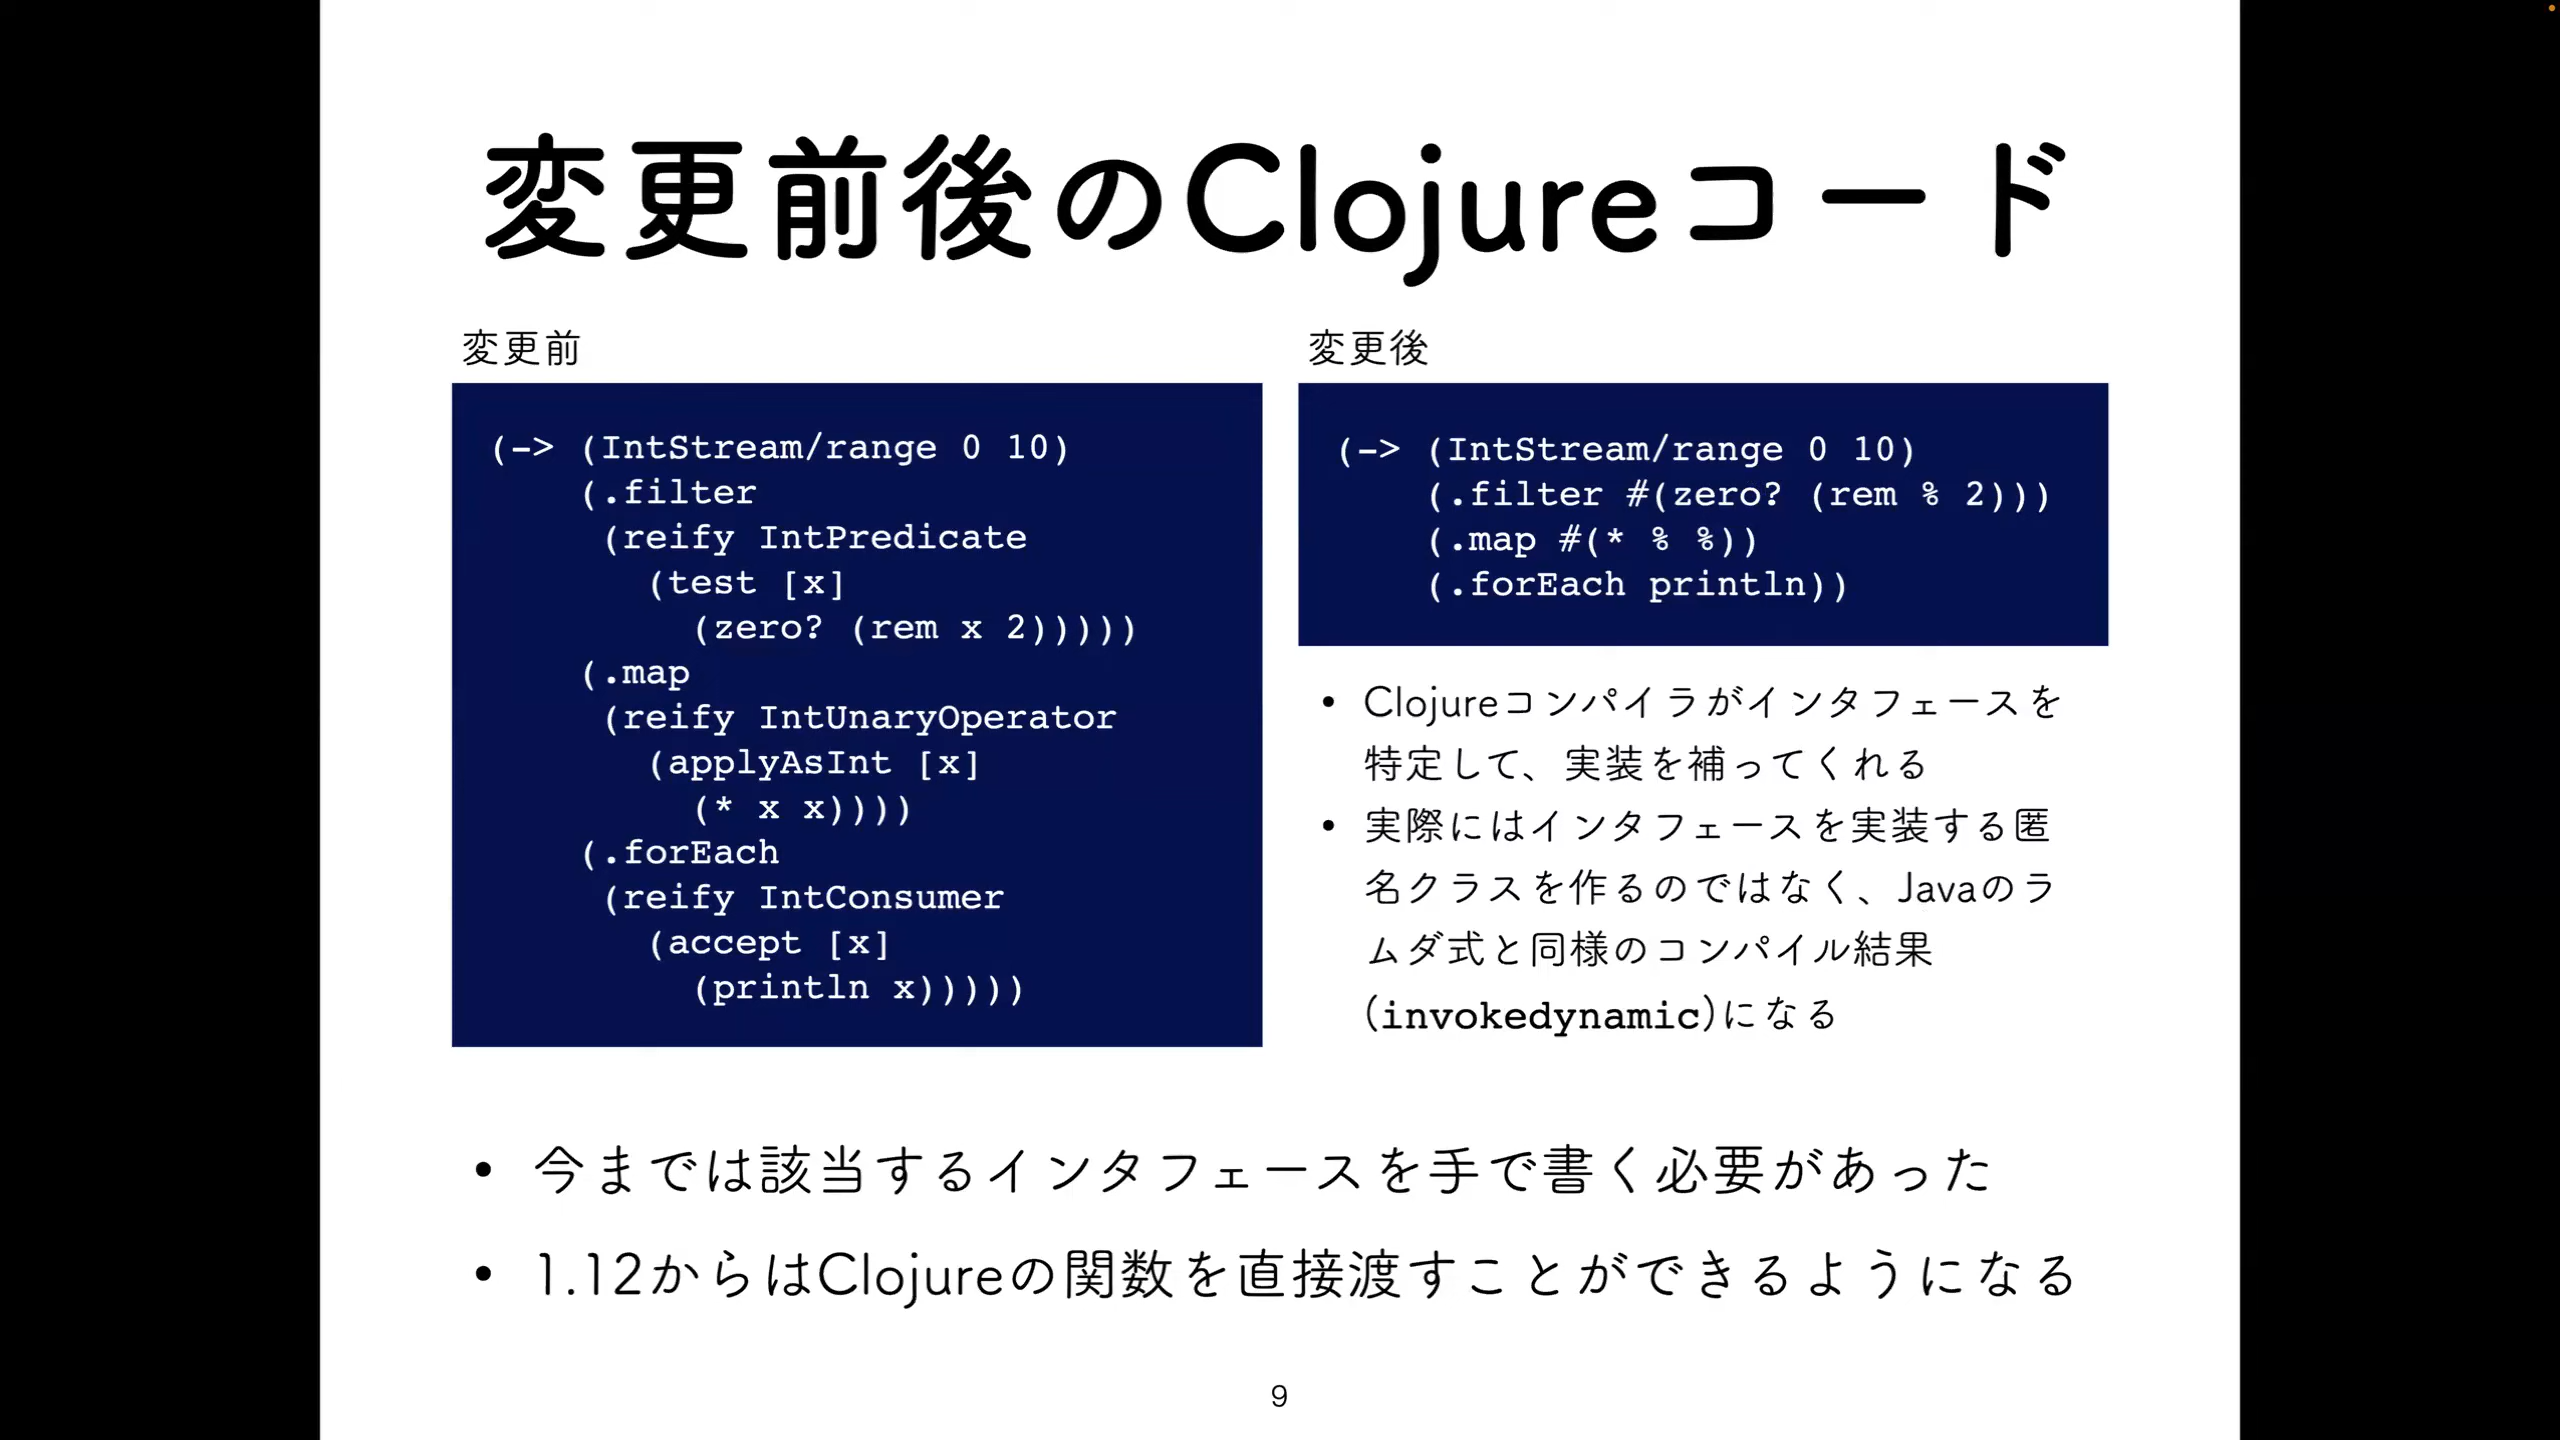 変更前後のClojureコード
変更前
(-> (IntStream/range 0 10)
    (.filter
     (reify IntPredicate
       (test [x]
         (zero? (rem x 2)))))
    (.map
     (reify IntUnaryOperator
       (applyAsInt [x]
         (* x x))))
    (.forEach
     (reify IntConsumer
       (accept [x]
         (println x)))))
変更後
(-> (IntStream/range 0 10)
    (.filter #(zero? (rem % 2)))
    (.map #(* % %))
    (.forEach println))
• Clojureコンパイラがインタフェースを
特定して、実装を補ってくれる
• 実際にはインタフェースを実装する匿
名クラスを作るのではなく、Javaのラ
ムダ式と同様のコンパイル結果
(invokedynamic)になる
• 今までは該当するインタフェースを手で書く必要があった
• 1.12からはClojureの関数を直接渡すことができるようになる
9